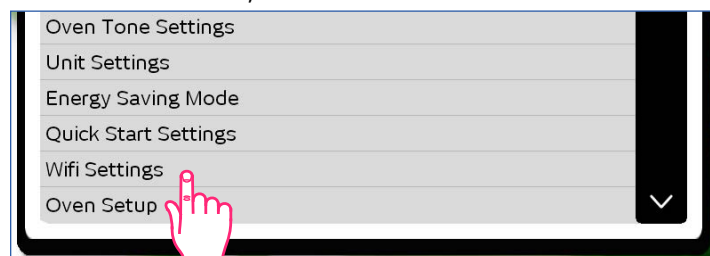 Oven Tone Settings
Unit Settings
Energy Saving Mode
Quick Start Settings
Wifi Settings
Oven Setup